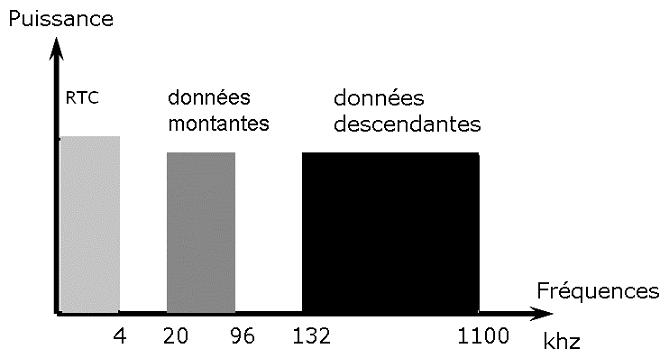 Puissance
RTC
données
montantes
données
descendantes
Fréquences
4 20 96 132 1100 khz